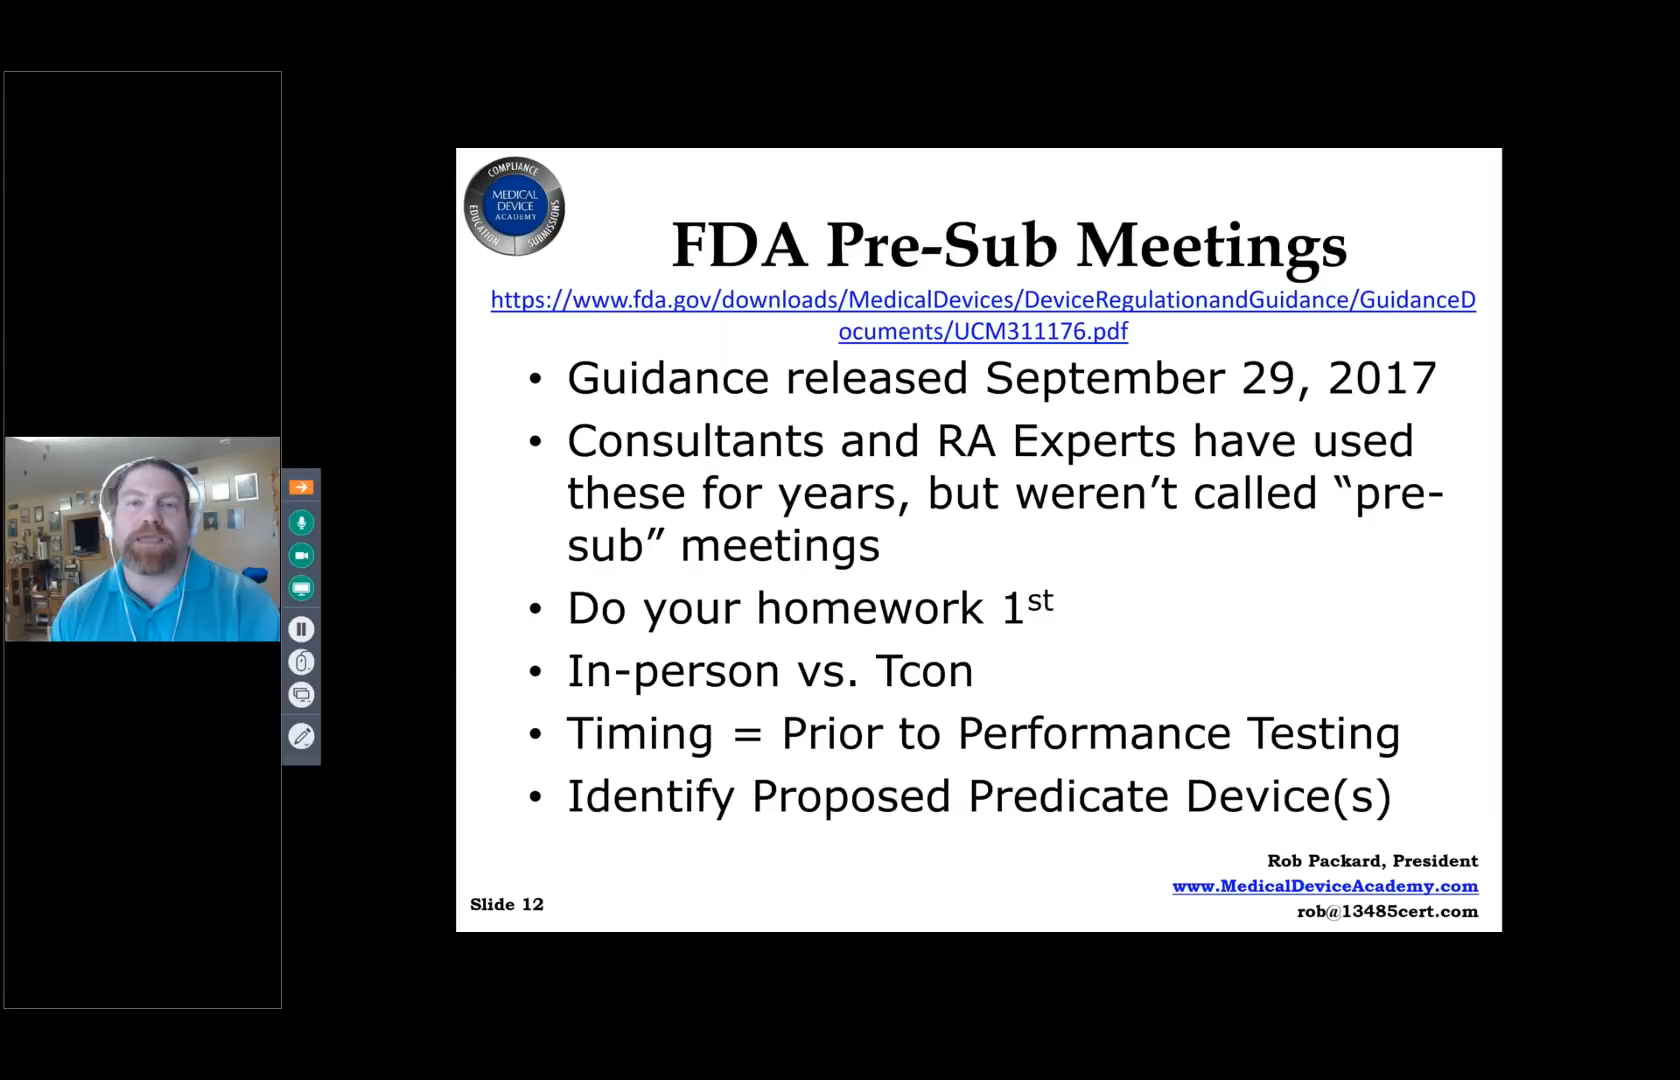 COMPLIANCE
MEDICAL
DEVICE
ACADEMY
EDUCATION
SUBMISSIONS
FDA Pre-Sub Meetings
https://www.fda.gov/downloads/MedicalDevices/DeviceRegulationandGuidance/GuidanceD
ocuments/UCM311176.pdf
• Guidance released September 29, 2017
• Consultants and RA Experts have used
these for years, but weren’t called “pre-
sub” meetings
• Do your homework 1st
• In-person vs. Tcon
• Timing = Prior to Performance Testing
• Identify Proposed Predicate Device(s)
Rob Packard, President
www.MedicalDeviceAcademy.com
Slide 12
rob@13485cert.com